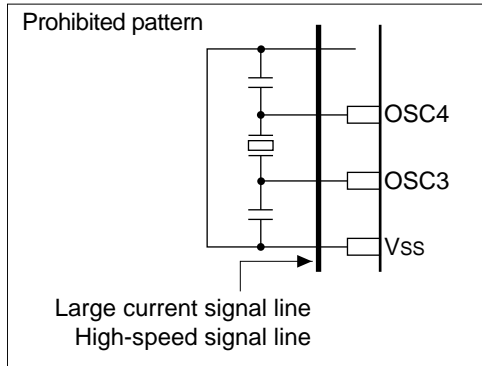 Prohibited pattern
OSC4
OSC3
VSS
Large current signal line
High-speed signal line